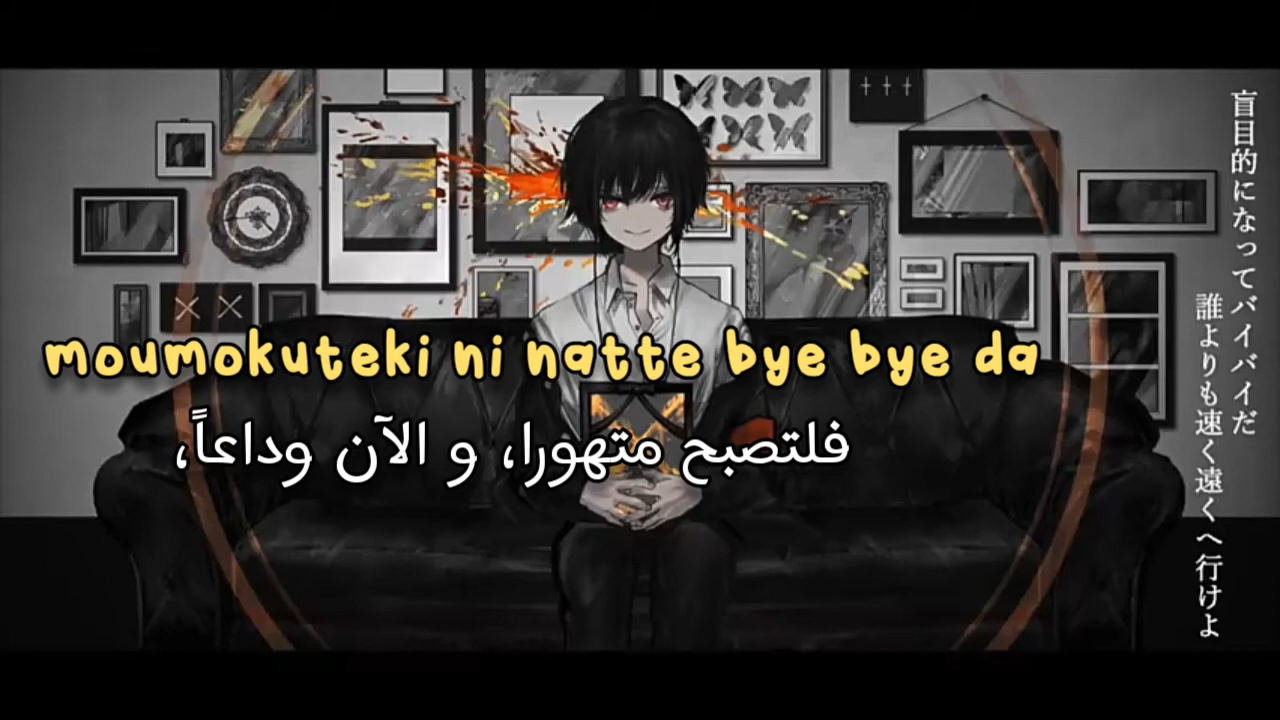 盲目的になってバイバイだ
誰よりも速く遠くへ行けよ
moumokuteki ni natte bye bye da
فلتصبح متهورا، و الآن وداعاً،